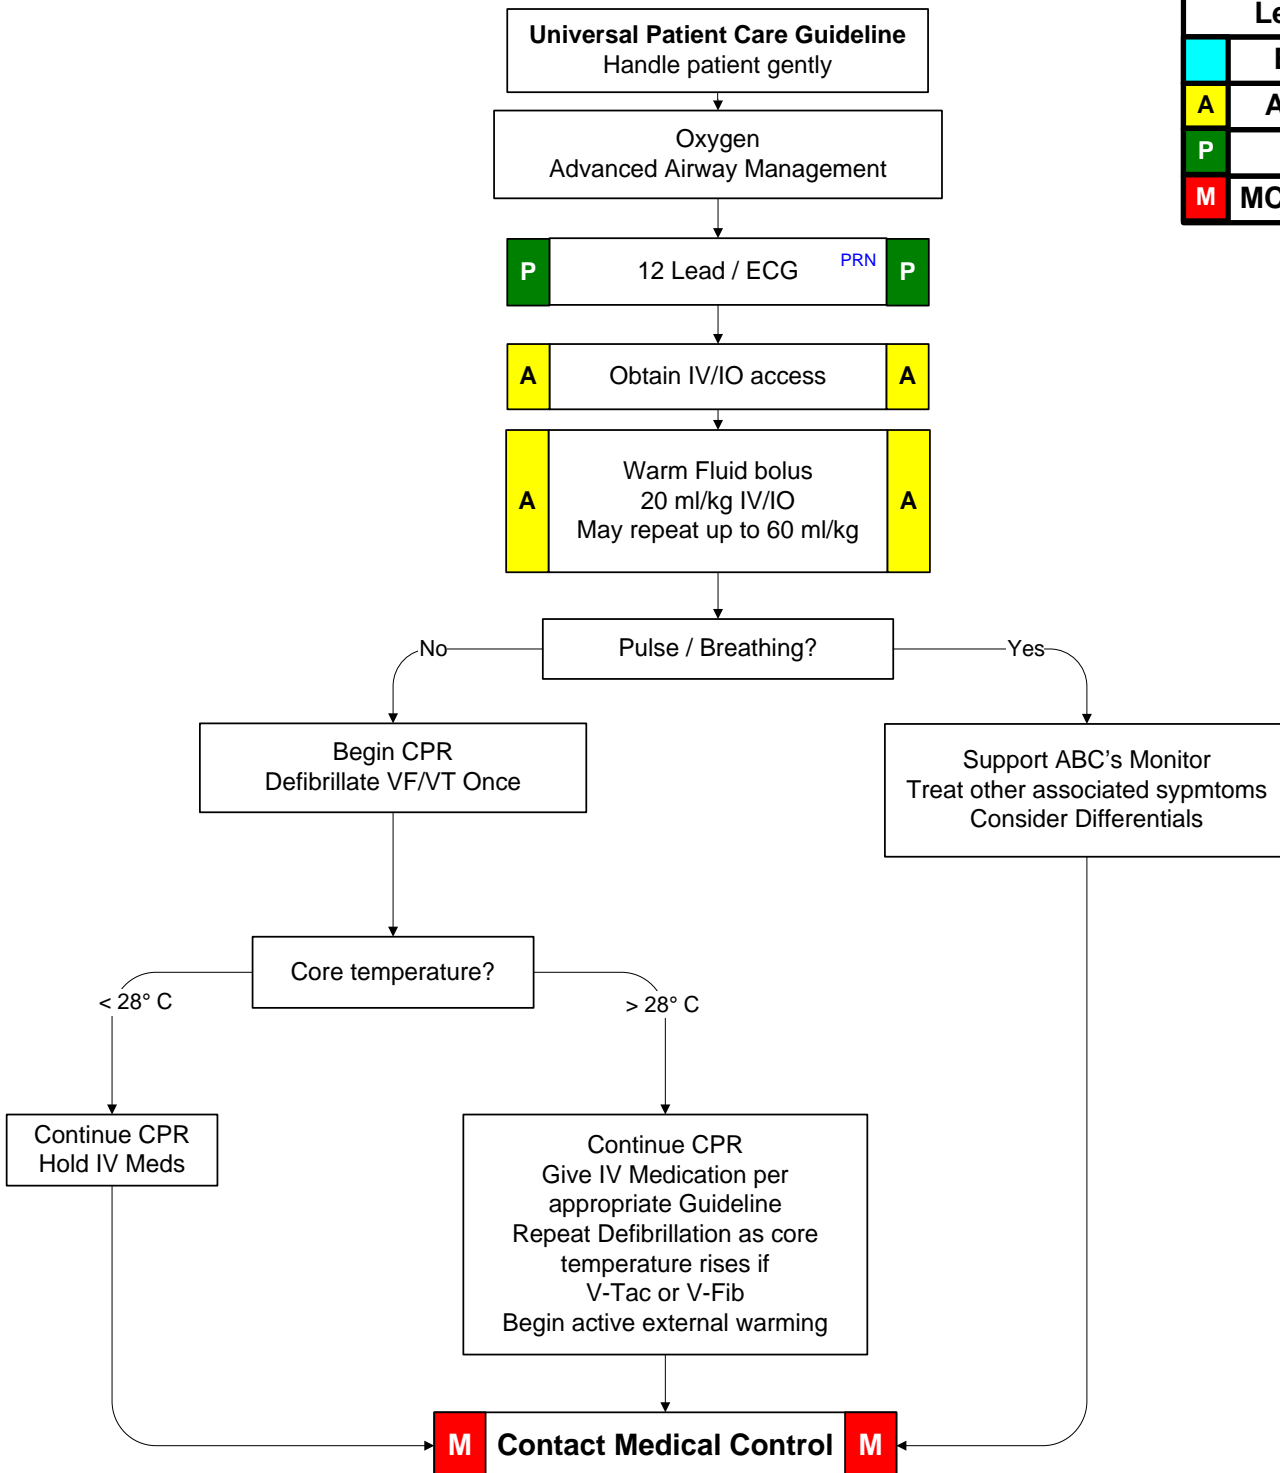 Universal Patient Care Guideline
Handle patient gently
Oxygen
Advanced Airway Management
P 12 Lead / ECG PRN P
A Obtain IV/IO access A
Warm Fluid bolus
A 20 ml/kg IV/IO A
May repeat up to 60 ml/kg
No Pulse / Breathing? Yes
Begin CPR
Defibrillate VF/VT Once
Support ABC's Monitor
Treat other associated sypmtoms
Consider Differentials
Core temperature?
< 28° C
> 28° C
Continue CPR
Hold IV Meds
Continue CPR
Give IV Medication per
appropriate Guideline
Repeat Defibrillation as core
temperature rises if
V-Tac or V-Fib
Begin active external warming
M Contact Medical Control M
A
P
M